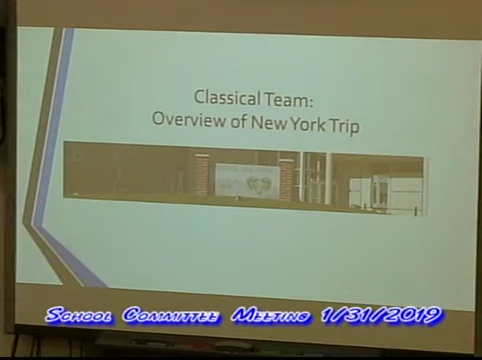 Classical Team:
Overview of New York Trip
School Committee Meeting 1/31/2019